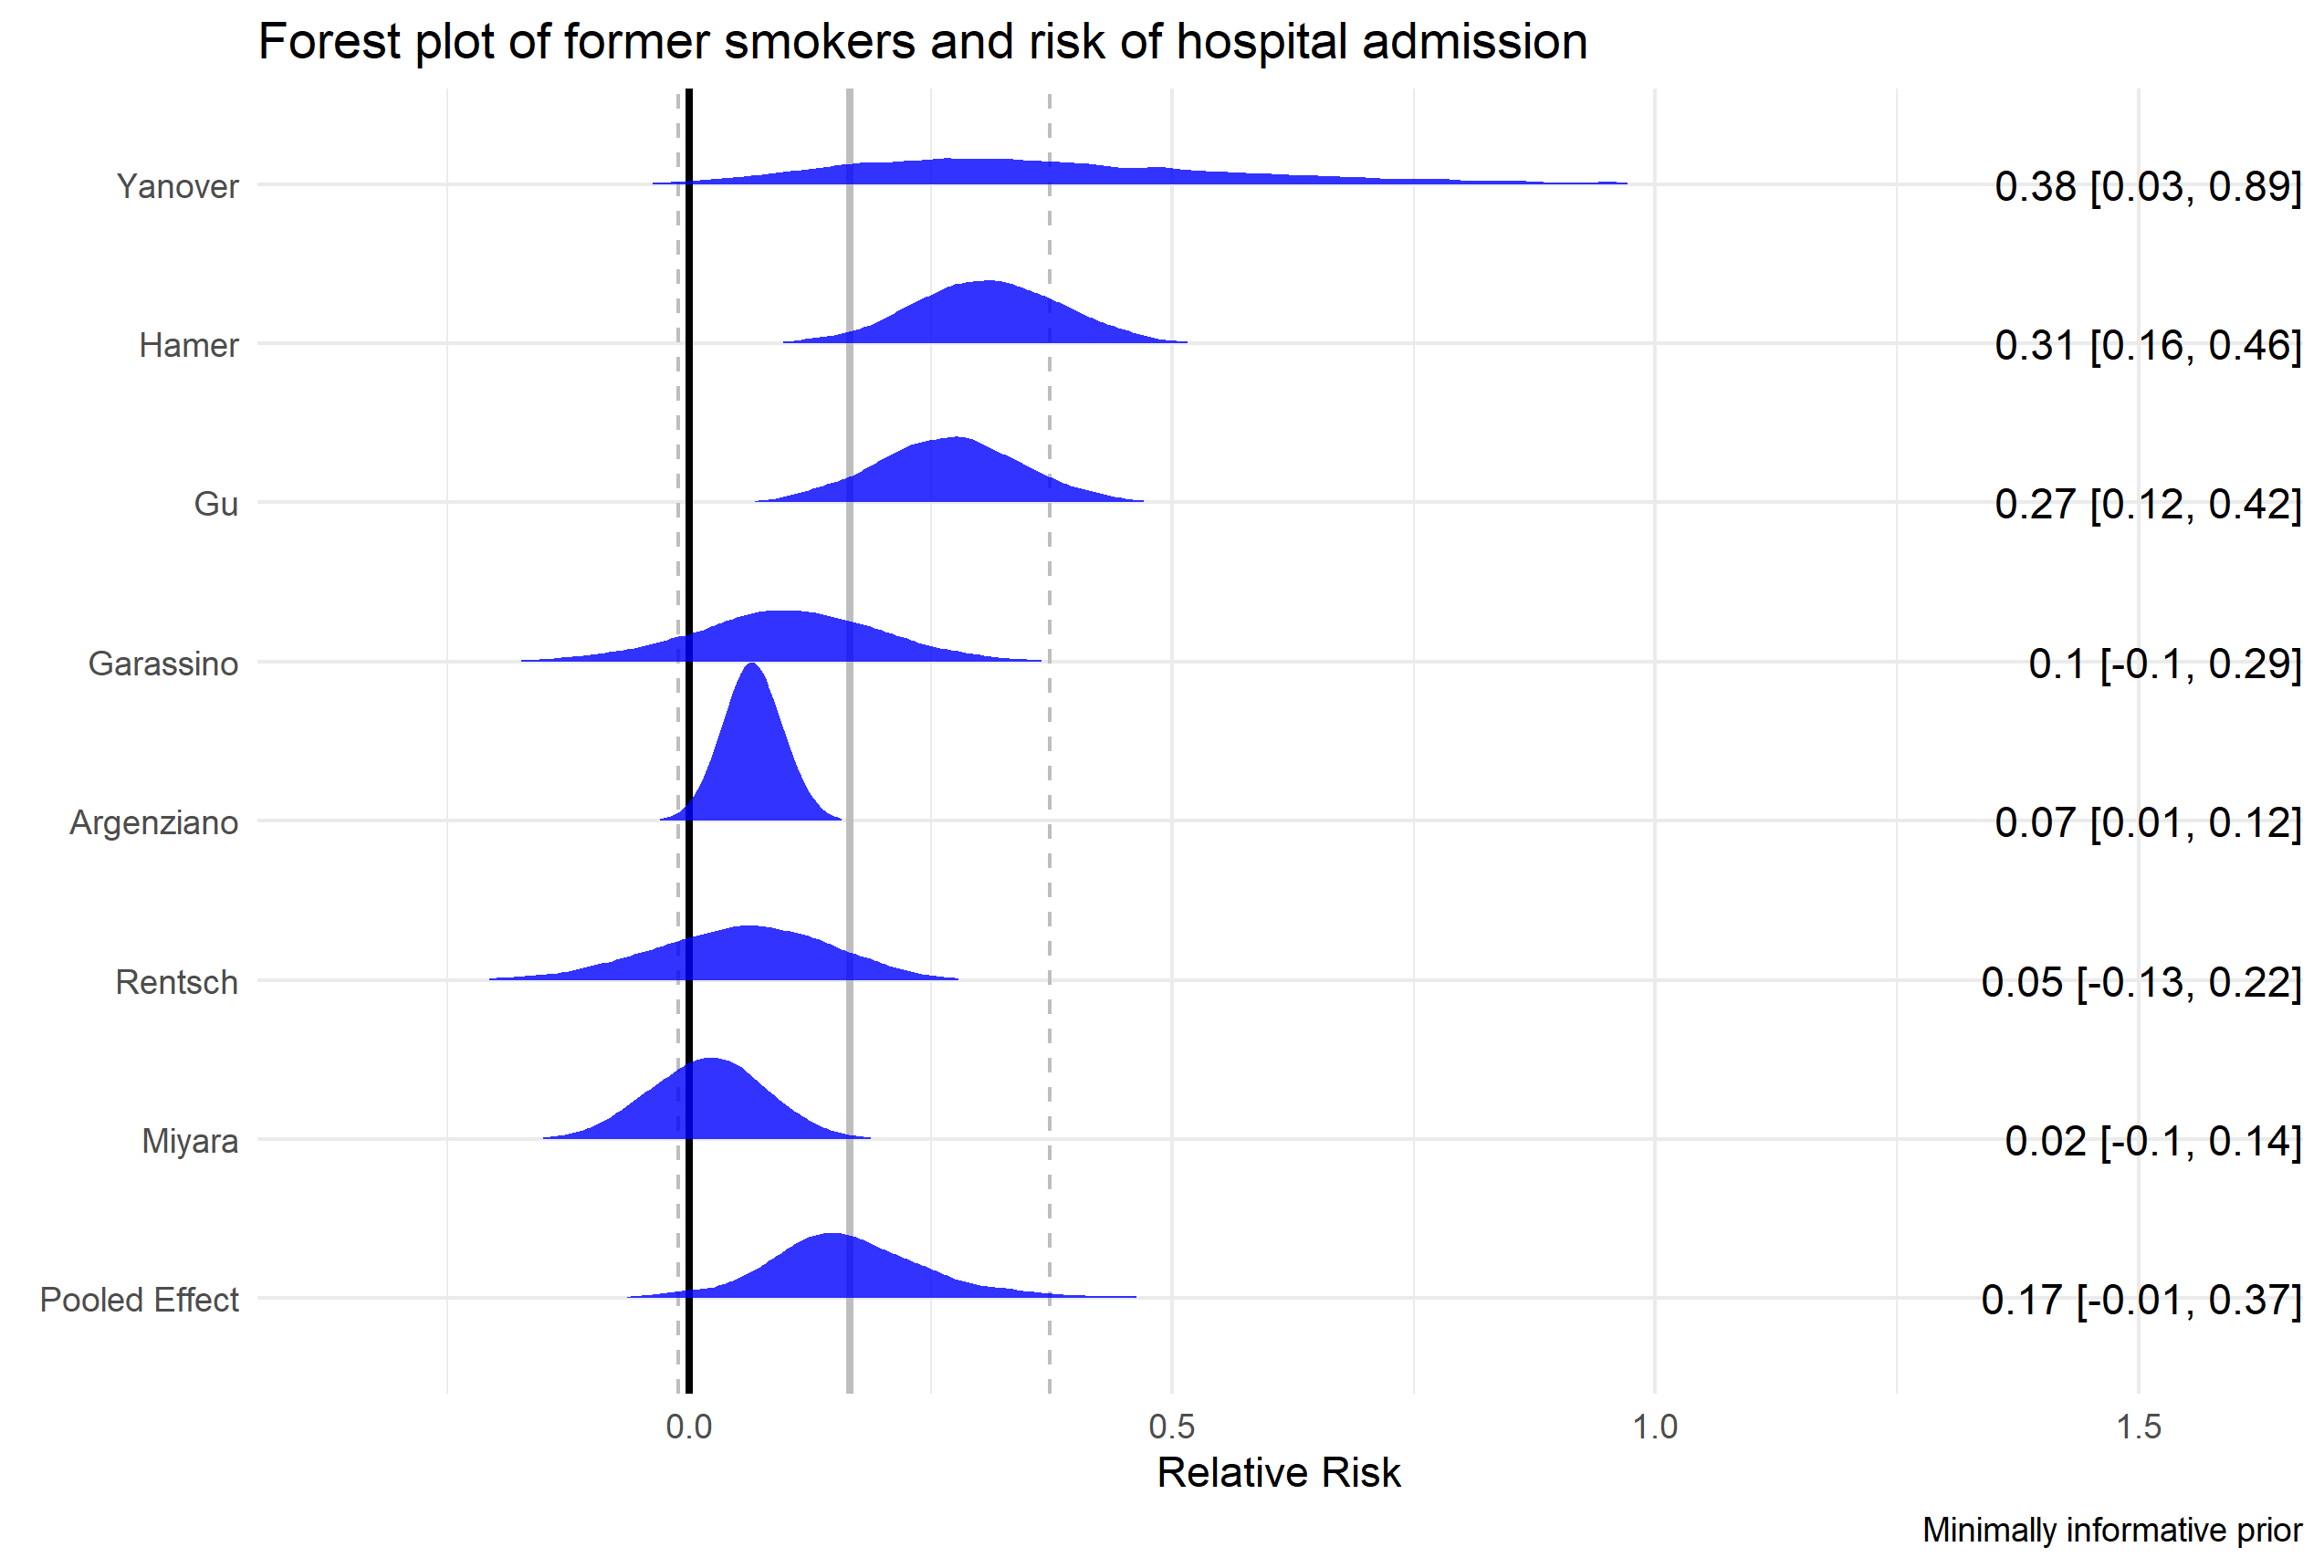 Forest plot of former smokers and risk of hospital admission
Yanover 0.38 [0.03, 0.89]
Hamer 0.31 [0.16, 0.46]
Gu 0.27 [0.12, 0.42]
Garassino 0.1 [-0.1, 0.29]
Argenziano 0.07 [0.01, 0.12]
Rentsch 0.05 [-0.13, 0.22]
Miyara 0.02 [-0.1, 0.14]
Pooled Effect 0.17 [-0.01, 0.37]
0.0 0.5 1.0 1.5
Relative Risk
Minimally informative prior